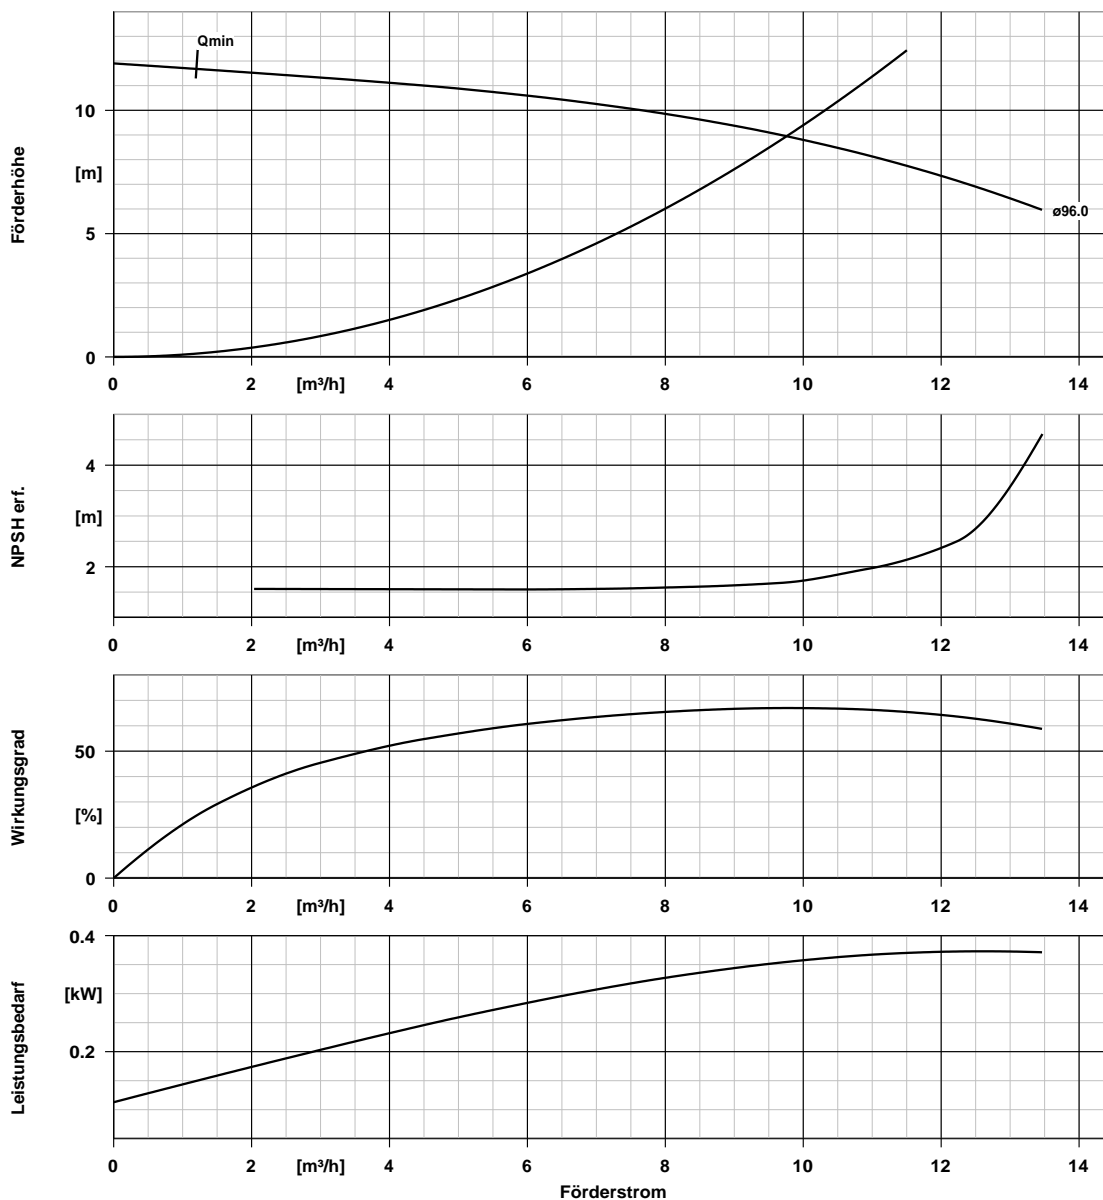 Qmin
10
Förderhöhe
[m]
ø96.0
5
0
0 2 [m³/h] 4 6 8 10 12 14
4
NPSH erf.
[m]
2
0 2 [m³/h] 4 6 8 10 12 14
50
Wirkungsgrad
[%]
0
0 2 [m³/h] 4 6 8 10 12 14
0.4
[kW]
Leistungsbedarf
0.2
0 2 [m³/h] 4 6 8 10 12 14
Förderstrom